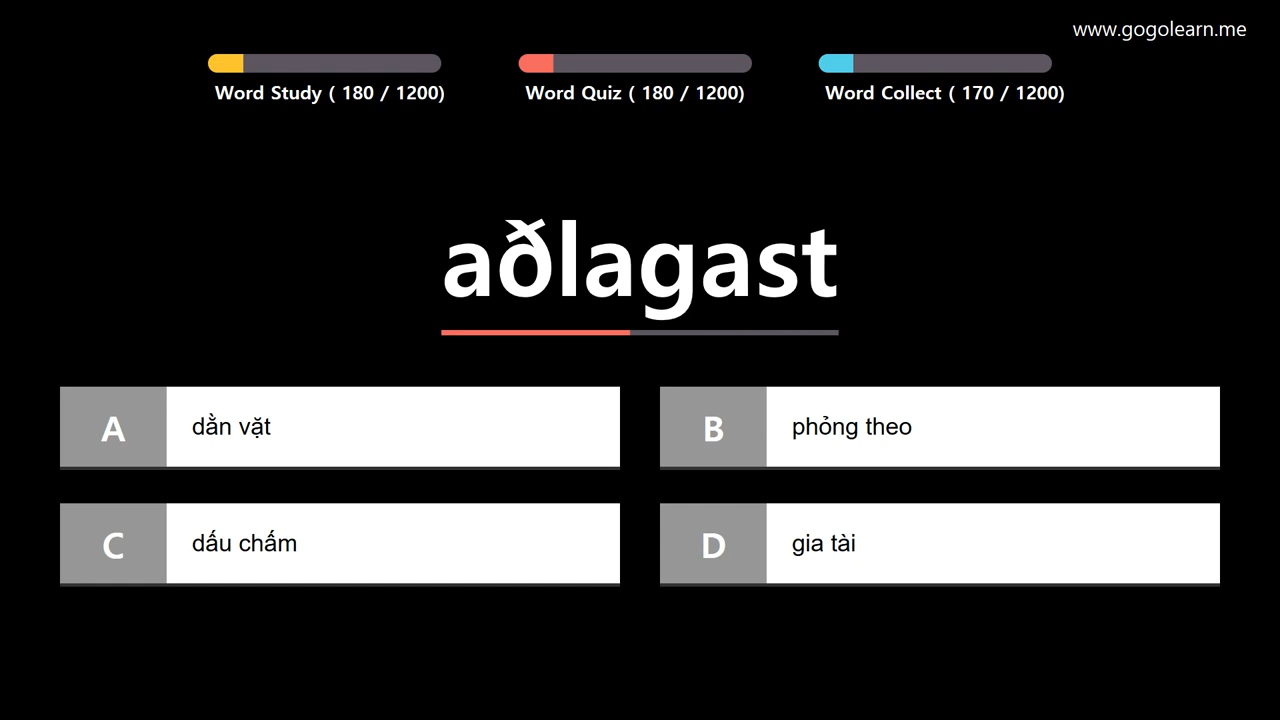 www.gogolearn.me
Word Study ( 180 / 1200)
Word Quiz ( 180 / 1200)
Word Collect ( 170 / 1200)
aðlagast
A dằn vặt
B phỏng theo
C dấu chấm
D gia tài